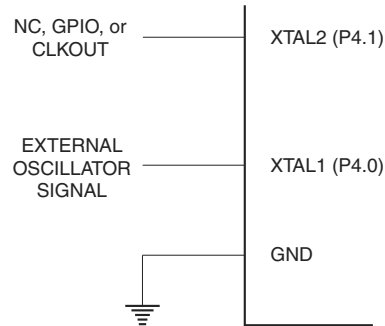 NC, GPIO, or
CLKOUT
XTAL2 (P4.1)
EXTERNAL
OSCILLATOR
SIGNAL
XTAL1 (P4.0)
GND